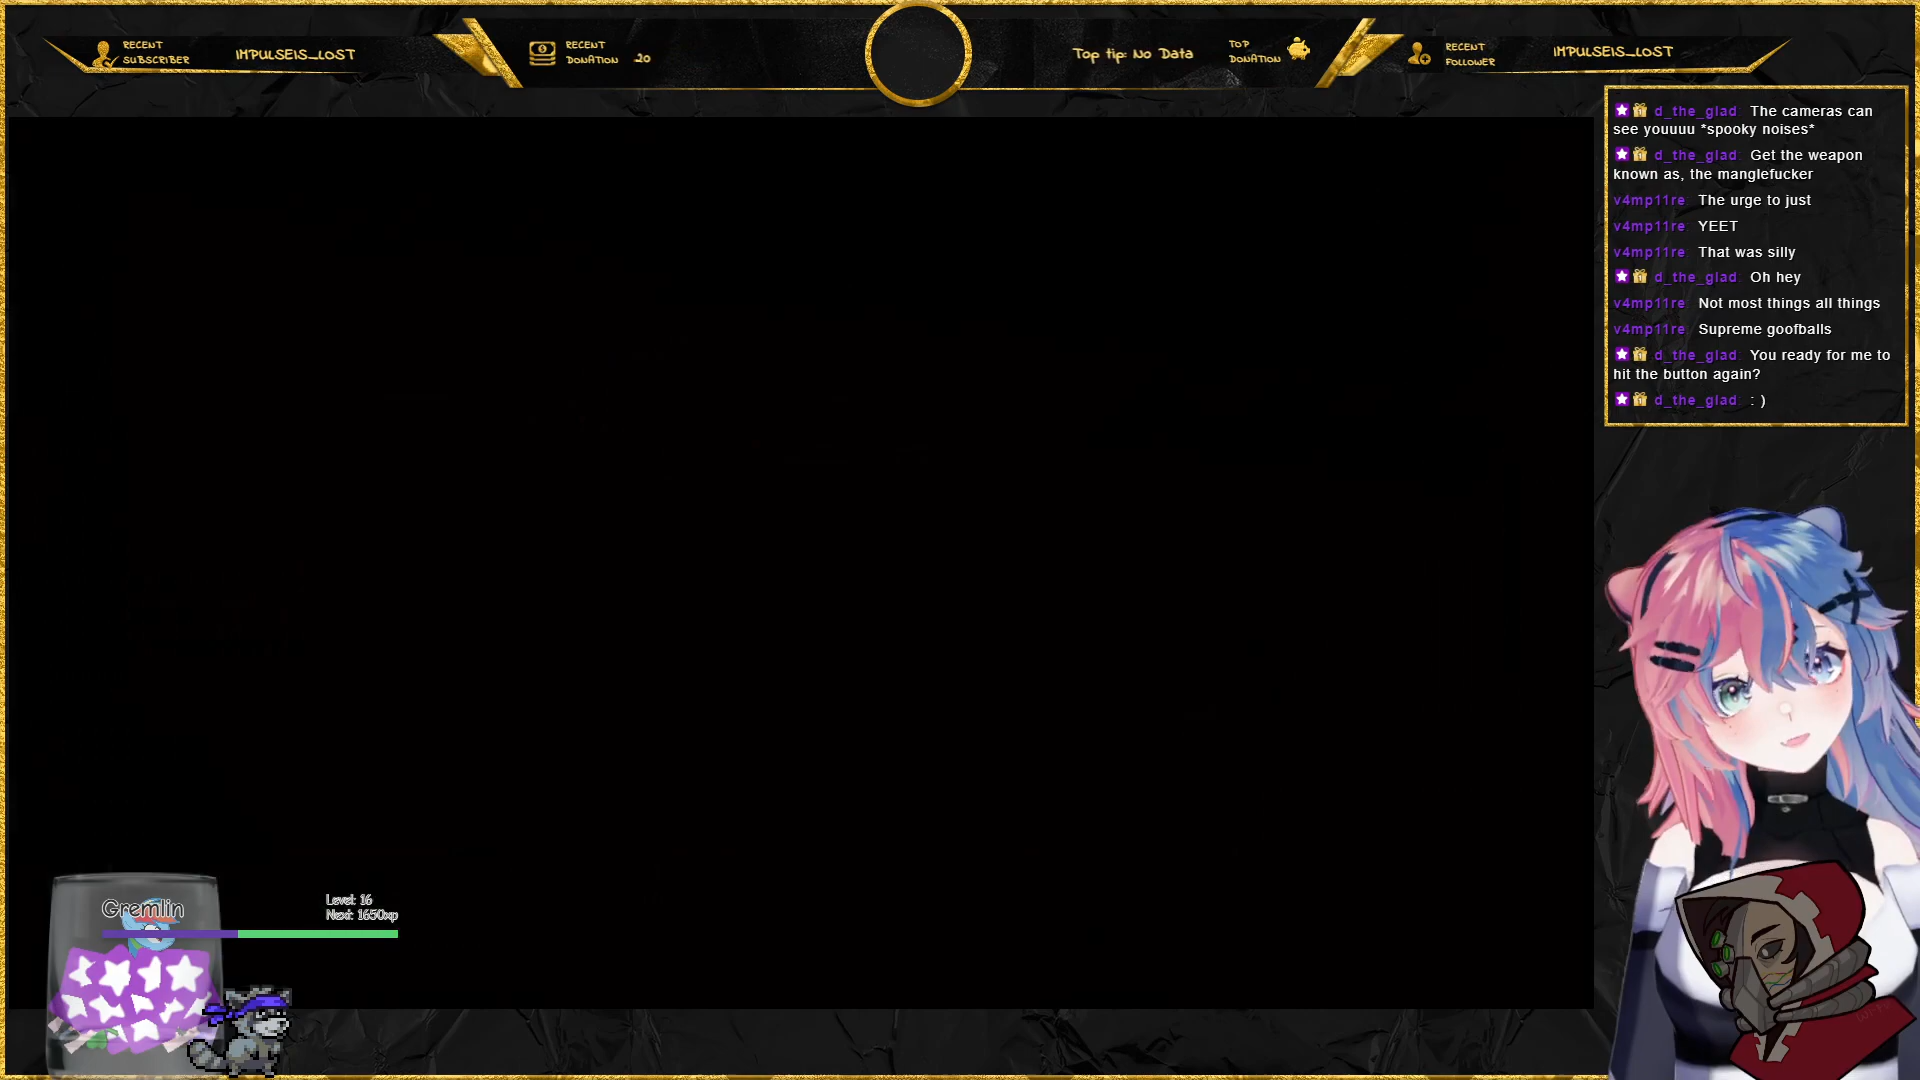 RECENT
SUBSCRIBER
IMPULSEIS_LOST
RECENT
DONATION
20
Top tip: No Data
TOP
DONATION
RECENT
FOLLOWER
IMPULSEIS_LOST
d_the_glad: The cameras can
see youuuu *spooky noises*
d_the_glad: Get the weapon
known as, the manglefucker
v4mp11re: The urge to just
v4mp11re: YEET
v4mp11re: That was silly
d_the_glad: Oh hey
v4mp11re: Not most things all things
v4mp11re: Supreme goofballs
d_the_glad: You ready for me to
hit the button again?
d_the_glad: : )
Gremlin
Level: 16
Next: 1650xp